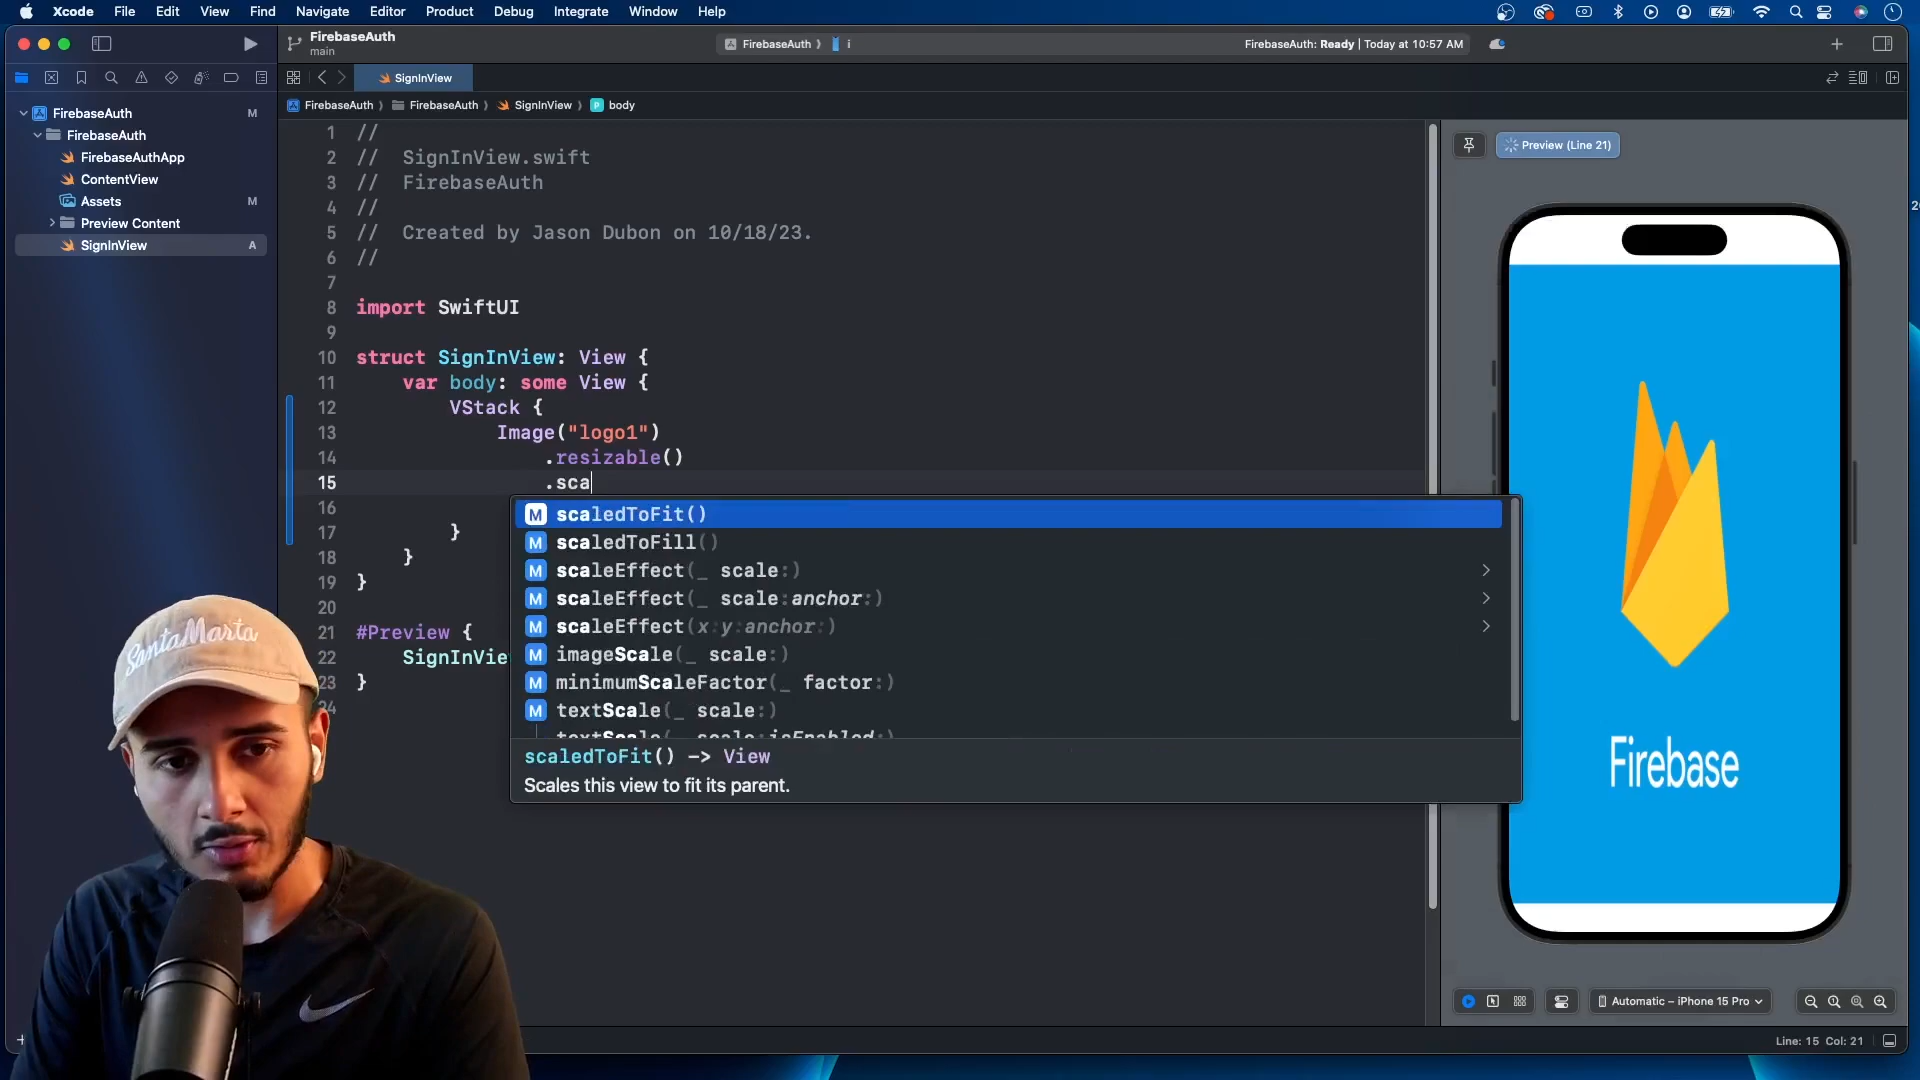 Xcode File Edit View Find Navigate Editor Product Debug Integrate Window Help
FirebaseAuth
main
FirebaseAuth ⟩ i
FirebaseAuth: Ready | Today at 10:57 AM
SignInView
FirebaseAuth ⟩ FirebaseAuth ⟩ SignInView ⟩ P body
FirebaseAuth M
FirebaseAuth
FirebaseAuthApp
ContentView
Assets M
Preview Content
SignInView A
1 //
2 // SignInView.swift
3 // FirebaseAuth
4 //
5 // Created by Jason Dubon on 10/18/23.
6 //
7
8 import SwiftUI
9
10 struct SignInView: View {
11 var body: some View {
12 VStack {
13 Image("logo1")
14 .resizable()
15 .sca
16
17 }
18 }
19 }
20
21 #Preview {
22 SignInVie
23 }
24
M scaledToFit()
M scaledToFill()
M scaleEffect(_ scale:)
M scaleEffect(_ scale:anchor:)
M scaleEffect(x:y:anchor:)
M imageScale(_ scale:)
M minimumScaleFactor(_ factor:)
M textScale(_ scale:)
textScale(_ scale:isEnabled:)
scaledToFit() -> View
Scales this view to fit its parent.
Preview (Line 21)
Firebase
Automatic – iPhone 15 Pro
Line: 15 Col: 21
Santa Marta